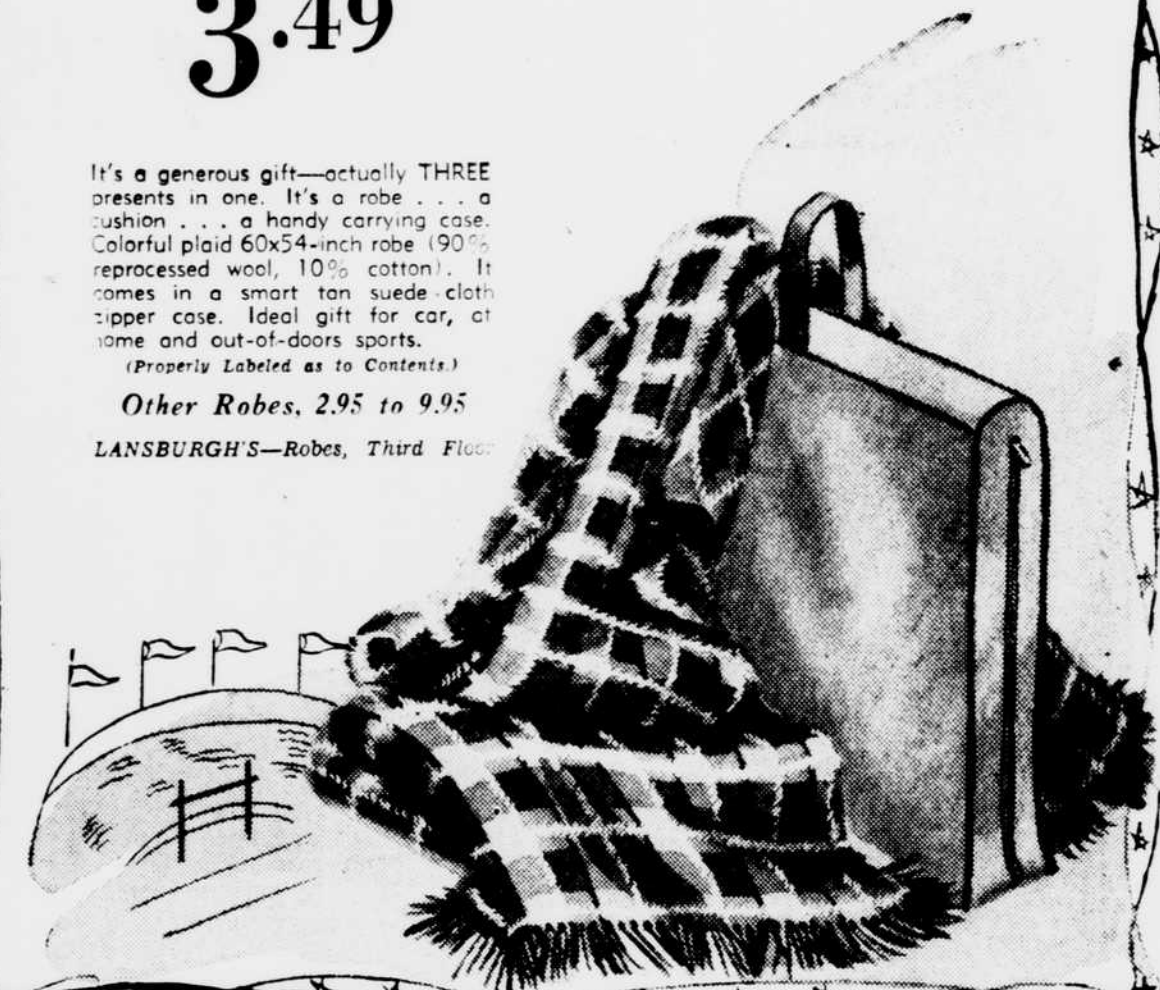 3.49
It's a generous gift—actually THREE
presents in one. It's a robe . . . a
cushion . . . a handy carrying case.
Colorful plaid 60x54-inch robe (90%
reprocessed wool, 10% cotton). It
comes in a smart tan suede cloth
zipper case. Ideal gift for car, at
home and out-of-doors sports.
(Properly Labeled as to Contents.)
Other Robes, 2.95 to 9.95
LANSBURGH'S—Robes, Third Floor